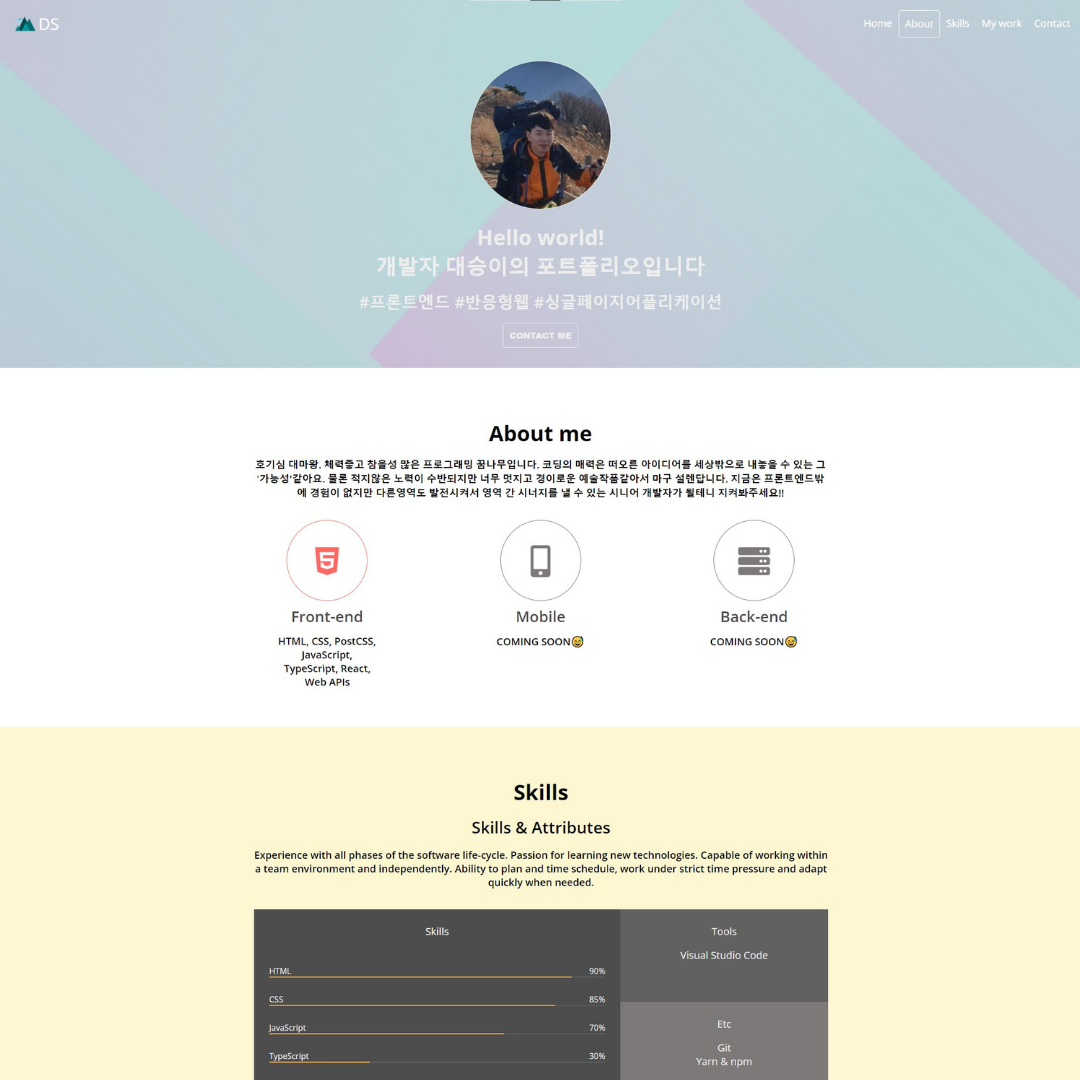 DS
Home About Skills My work Contact
Hello world!
개발자 대승이의 포트폴리오입니다
#프론트엔드 #반응형웹 #싱글페이지어플리케이션
CONTACT ME
About me
호기심 대마왕. 체력좋고 참을성 많은 프로그래밍 꿈나무입니다. 코딩의 매력은 떠오른 아이디어를 세상밖으로 내놓을 수 있는 그
'가능성'같아요. 물론 적지않은 노력이 수반되지만 너무 멋지고 경이로운 예술작품같아서 마구 설렌답니다. 지금은 프론트엔드밖
에 경험이 없지만 다른영역도 발전시켜서 영역 간 시너지를 낼 수 있는 시니어 개발자가 될테니 지켜봐주세요!!
Front-end
HTML, CSS, PostCSS,
JavaScript,
TypeScript, React,
Web APIs
Mobile
COMING SOON😅
Back-end
COMING SOON😅
Skills
Skills & Attributes
Experience with all phases of the software life-cycle. Passion for learning new technologies. Capable of working within
a team environment and independently. Ability to plan and time schedule, work under strict time pressure and adapt
quickly when needed.
Skills
HTML 90%
CSS 85%
JavaScript 70%
TypeScript 30%
Tools
Visual Studio Code
Etc
Git
Yarn & npm